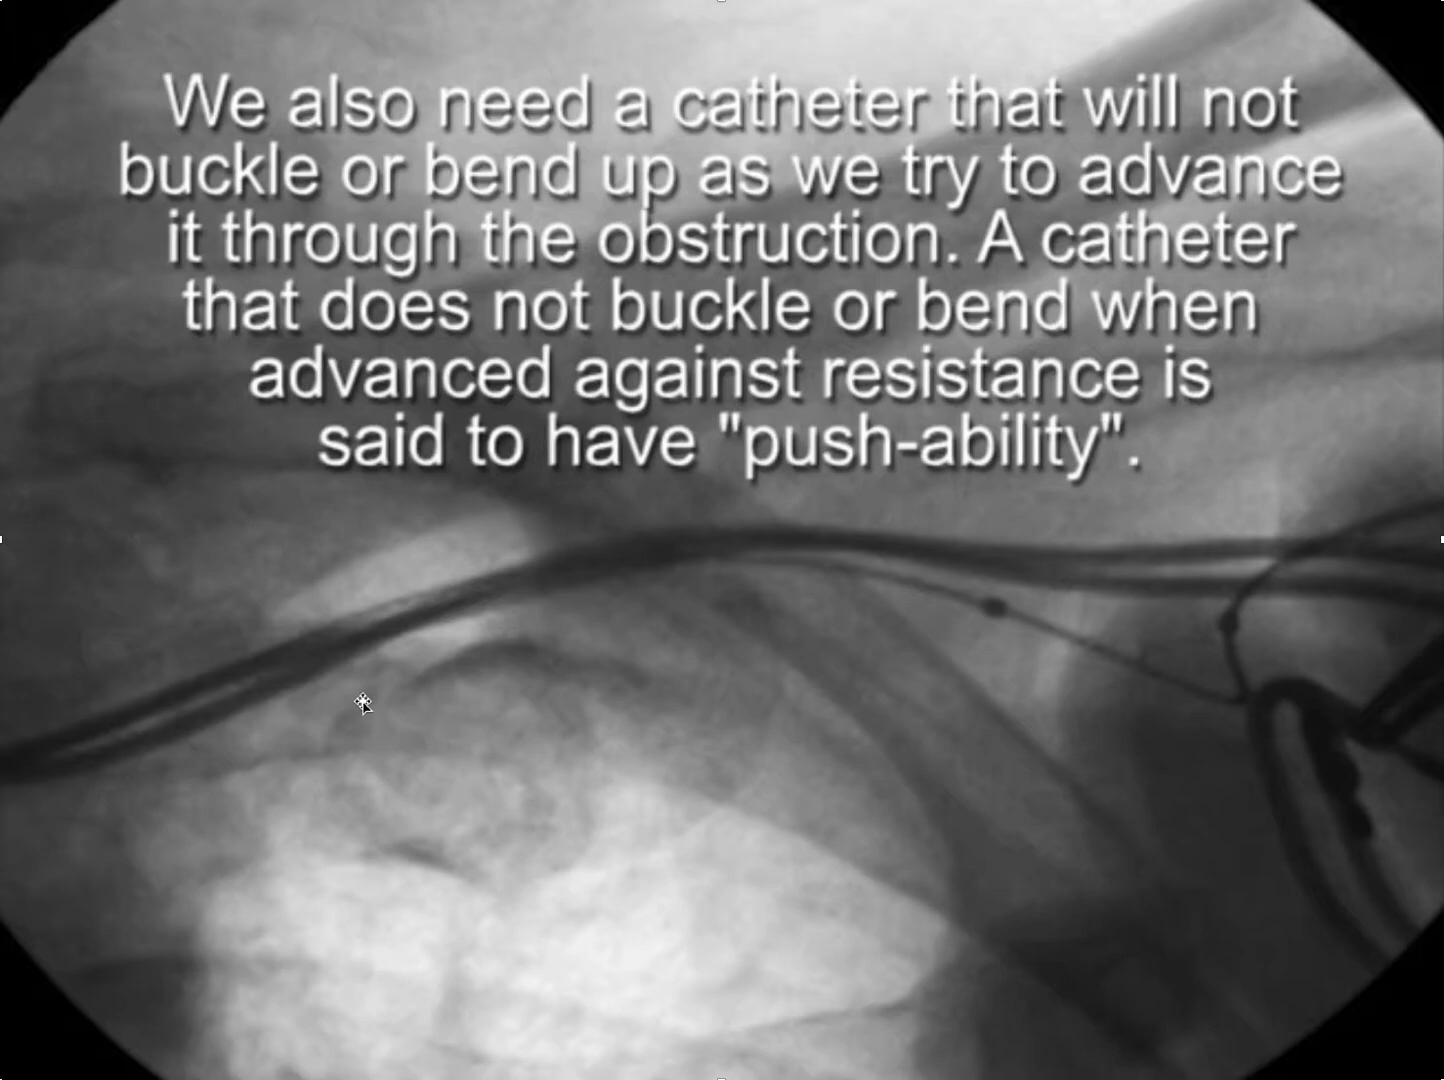 We also need a catheter that will not
buckle or bend up as we try to advance
it through the obstruction. A catheter
that does not buckle or bend when
advanced against resistance is
said to have "push-ability".